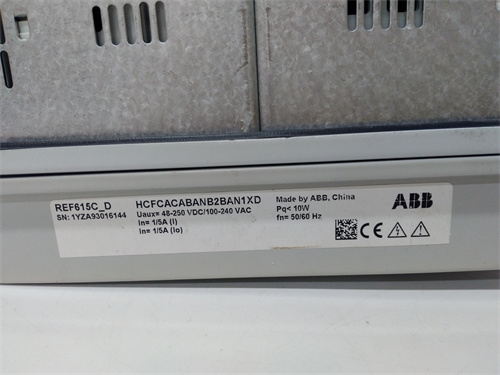 REF615C_D
SN: 1YZA93016144
HCFCACABANB2BAN1XD
Uaux= 48-250 VDC/100-240 VAC
In= 1/5A (I)
In= 1/5A (Io)
Made by ABB, China
Pq< 10W
fn= 50/60 Hz
ABB
CE